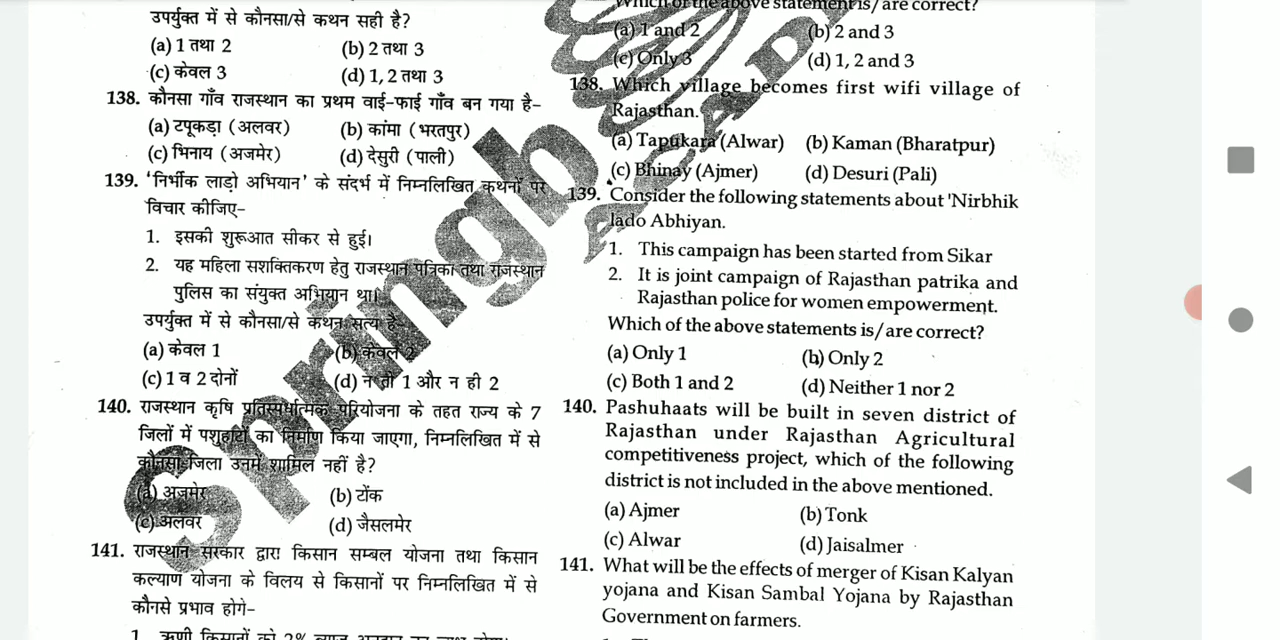 उपर्युक्त में से कौनसा/से कथन सही है?
(a) 1 तथा 2 (b) 2 तथा 3
(c) केवल 3 (d) 1, 2 तथा 3
138. कौनसा गाँव राजस्थान का प्रथम वाई-फाई गाँव बन गया है–
(a) टपूकड़ा (अलवर) (b) कांमा (भरतपुर)
(c) भिनाय (अजमेर) (d) देसुरी (पाली)
139. 'निर्भीक लाड़ो अभियान' के संदर्भ में निम्नलिखित कथनों पर
विचार कीजिए–
1. इसकी शुरूआत सीकर से हुई।
2. यह महिला सशक्तिकरण हेतु राजस्थान पत्रिका तथा राजस्थान
पुलिस का संयुक्त अभियान था।
उपर्युक्त में से कौनसा/से कथन सत्य है–
(a) केवल 1 (b) केवल 2
(c) 1 व 2 दोनों (d) न तो 1 और न ही 2
140. राजस्थान कृषि प्रतिस्पर्धात्मक परियोजना के तहत राज्य के 7
जिलों में पशुहाटों का निर्माण किया जाएगा, निम्नलिखित में से
कौनसा जिला उनमें शामिल नहीं है?
(a) अजमेर (b) टोंक
(c) अलवर (d) जैसलमेर
141. राजस्थान सरकार द्वारा किसान सम्बल योजना तथा किसान
कल्याण योजना के विलय से किसानों पर निम्नलिखित में से
कौनसे प्रभाव होगे–
1. ऋणी किसानों को 2% ब्याज
Which of the above statement is/are correct?
(a) 1 and 2 (b) 2 and 3
(c) Only 3 (d) 1, 2 and 3
138. Which village becomes first wifi village of
Rajasthan.
(a) Tapukara (Alwar) (b) Kaman (Bharatpur)
(c) Bhinay (Ajmer) (d) Desuri (Pali)
139. Consider the following statements about 'Nirbhik
lado Abhiyan.
1. This campaign has been started from Sikar
2. It is joint campaign of Rajasthan patrika and
Rajasthan police for women empowerment.
Which of the above statements is/are correct?
(a) Only 1 (b) Only 2
(c) Both 1 and 2 (d) Neither 1 nor 2
140. Pashuhaats will be built in seven district of
Rajasthan under Rajasthan Agricultural
competitiveness project, which of the following
district is not included in the above mentioned.
(a) Ajmer (b) Tonk
(c) Alwar (d) Jaisalmer
141. What will be the effects of merger of Kisan Kalyan
yojana and Kisan Sambal Yojana by Rajasthan
Government on farmers.
Springb
ACAD